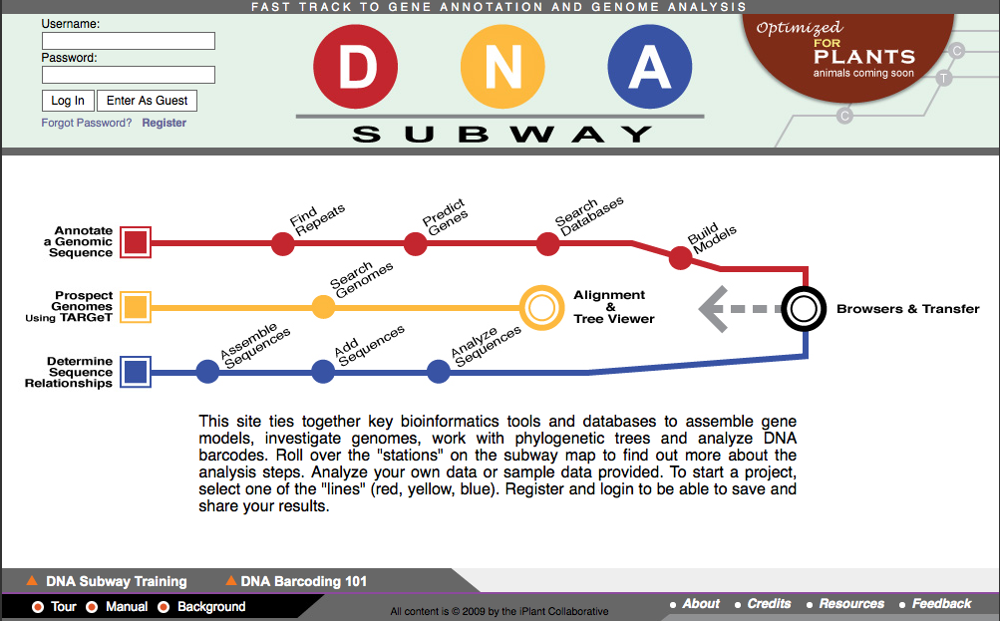 FAST TRACK TO GENE ANNOTATION AND GENOME ANALYSIS
Username:
Password:
Log In
Enter As Guest
Forgot Password?
Register
D N A
SUBWAY
Optimized
FOR
PLANTS
animals coming soon
C
T
C
Annotate
a Genomic
Sequence
Find
Repeats
Predict
Genes
Search
Databases
Build
Models
Prospect
Genomes
Using TARGeT
Search
Genomes
Alignment
&
Tree Viewer
Browsers & Transfer
Determine
Sequence
Relationships
Assemble
Sequences
Add
Sequences
Analyze
Sequences
This site ties together key bioinformatics tools and databases to assemble gene
models, investigate genomes, work with phylogenetic trees and analyze DNA
barcodes. Roll over the "stations" on the subway map to find out more about the
analysis steps. Analyze your own data or sample data provided. To start a project,
select one of the "lines" (red, yellow, blue). Register and login to be able to save and
share your results.
DNA Subway Training
DNA Barcoding 101
Tour
Manual
Background
All content is © 2009 by the iPlant Collaborative
About
Credits
Resources
Feedback